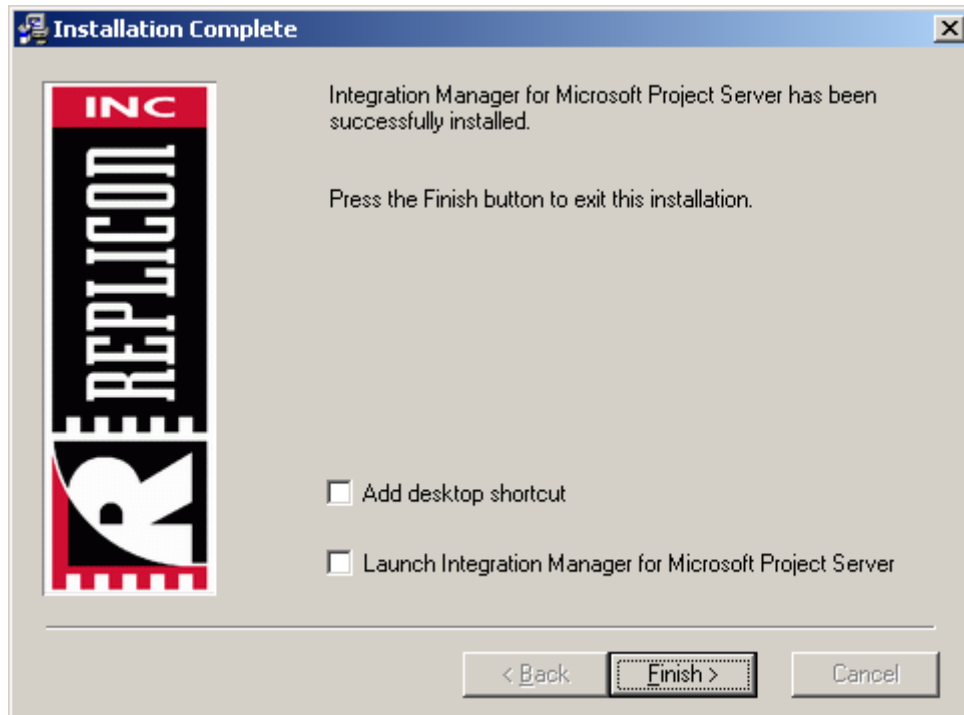 Installation Complete
INC
REPLICON
R
Integration Manager for Microsoft Project Server has been
successfully installed.
Press the Finish button to exit this installation.
Add desktop shortcut
Launch Integration Manager for Microsoft Project Server
< Back
Finish >
Cancel